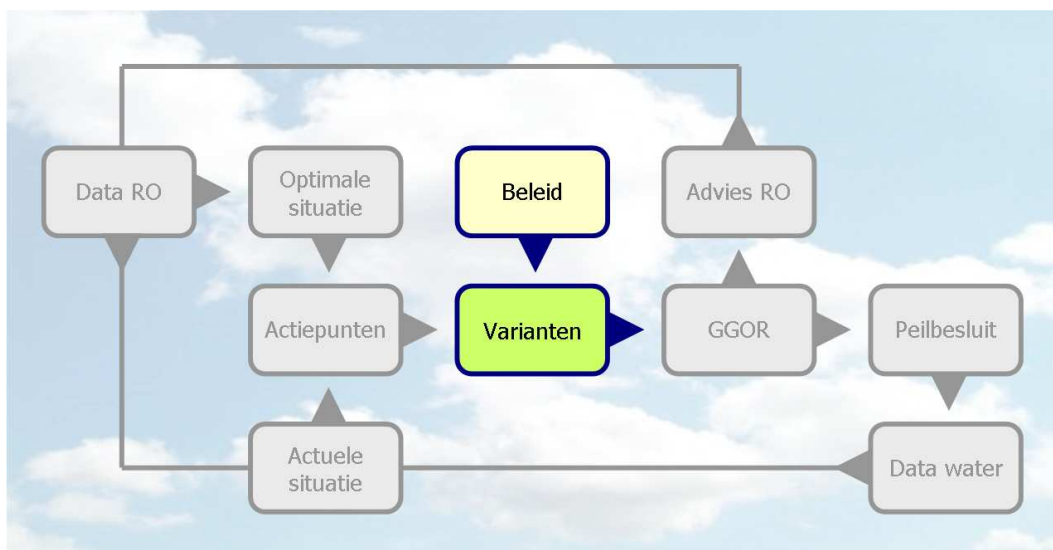 Data RO
Optimale
situatie
Beleid
Advies RO
Actiepunten
Varianten
GGOR
Peilbesluit
Actuele
situatie
Data water